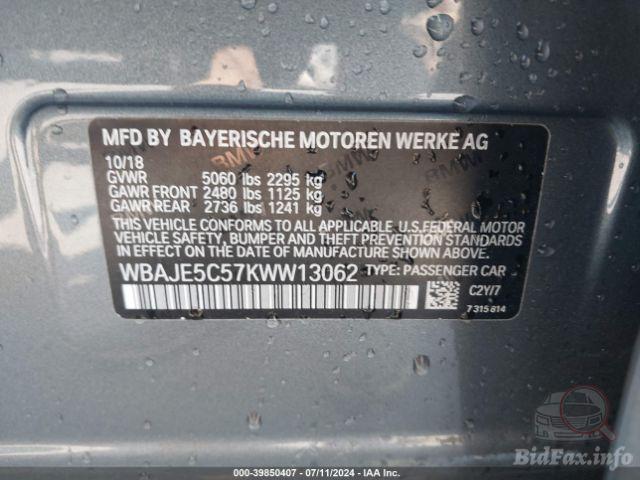 MFD BY BAYERISCHE MOTOREN WERKE AG
10/18
GVWR 5060 lbs 2295 kg
GAWR FRONT 2480 lbs 1125 kg
GAWR REAR 2736 lbs 1241 kg
THIS VEHICLE CONFORMS TO ALL APPLICABLE U.S. FEDERAL MOTOR
VEHICLE SAFETY, BUMPER AND THEFT PREVENTION STANDARDS
IN EFFECT ON THE DATE OF MANUFACTURE SHOWN ABOVE.
WBAJE5C57KWW13062 TYPE: PASSENGER CAR
C2Y/7
7 315 814
BidFax.info
000-39850407 - 07/11/2024 - IAA Inc.